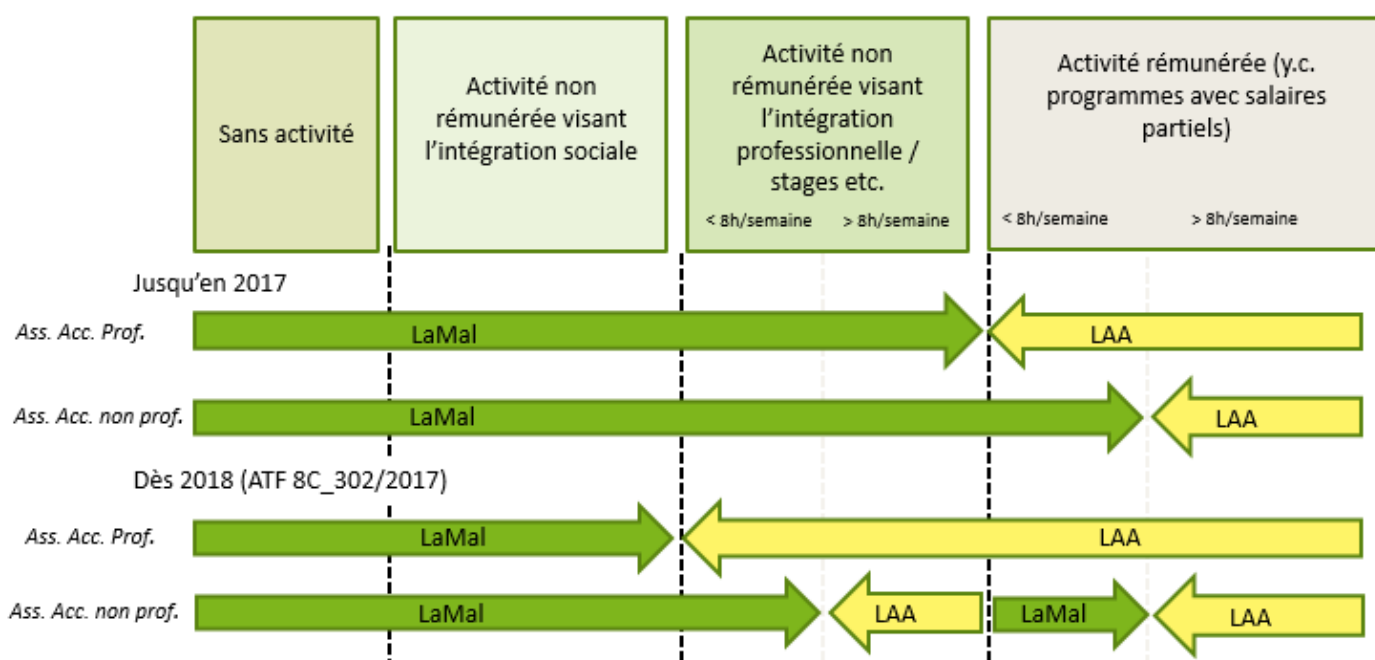 Sans activité
Activité non
rémunérée visant
l'intégration sociale
Activité non
rémunérée visant
l'intégration
professionnelle /
stages etc.
< 8h/semaine > 8h/semaine
Activité rémunérée (y.c.
programmes avec salaires
partiels)
< 8h/semaine > 8h/semaine
Jusqu'en 2017
Ass. Acc. Prof. LaMal LAA
Ass. Acc. non prof. LaMal LAA
Dès 2018 (ATF 8C_302/2017)
Ass. Acc. Prof. LaMal LAA
Ass. Acc. non prof. LaMal LAA LaMal LAA